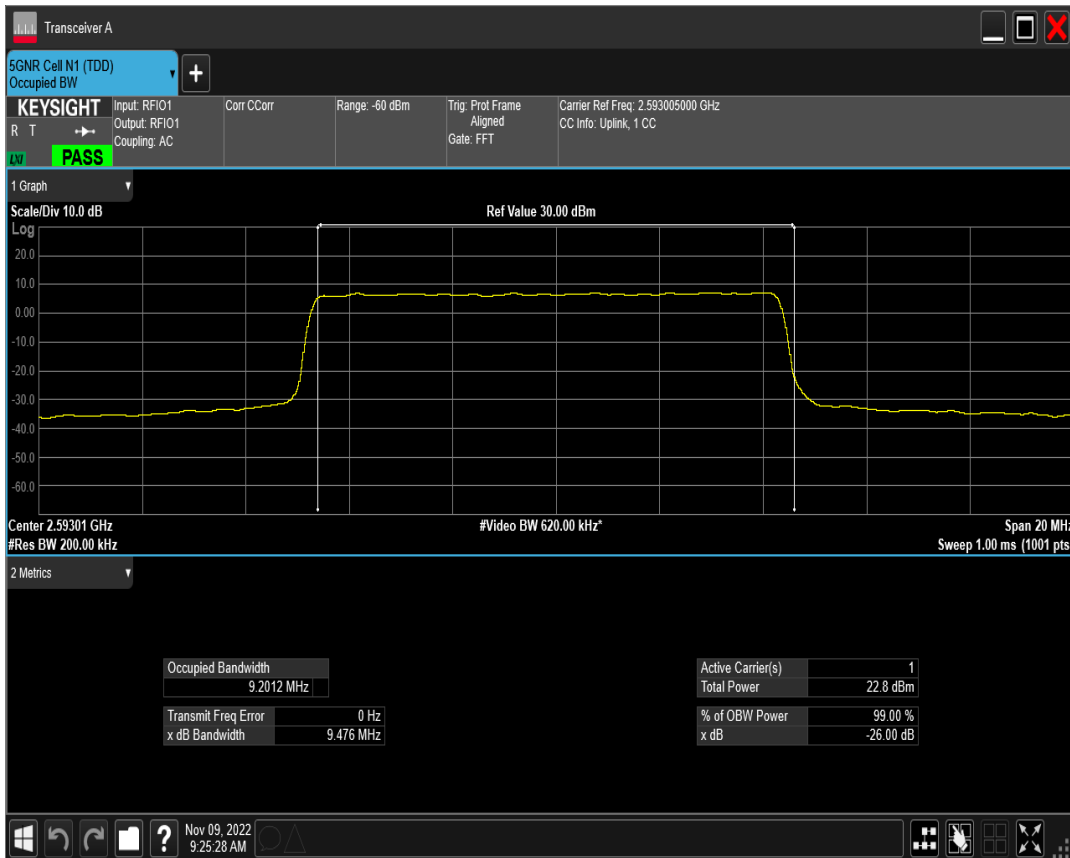 Transceiver A
5GNR Cell N1 (TDD)
Occupied BW
+
KEYSIGHT
R T
LXI
PASS
Input: RFIO1
Output: RFIO1
Coupling: AC
Corr CCorr
Range: -60 dBm
Trig: Prot Frame
Aligned
Gate: FFT
Carrier Ref Freq: 2.593005000 GHz
CC Info: Uplink, 1 CC
1 Graph
Scale/Div 10.0 dB
Ref Value 30.00 dBm
Log
20.0
10.0
0.00
-10.0
-20.0
-30.0
-40.0
-50.0
-60.0
Center 2.59301 GHz
#Video BW 620.00 kHz*
Span 20 MHz
#Res BW 200.00 kHz
Sweep 1.00 ms (1001 pts
2 Metrics
Occupied Bandwidth
9.2012 MHz
Transmit Freq Error 0 Hz
x dB Bandwidth 9.476 MHz
Active Carrier(s) 1
Total Power 22.8 dBm
% of OBW Power 99.00 %
x dB -26.00 dB
?
Nov 09, 2022
9:25:28 AM